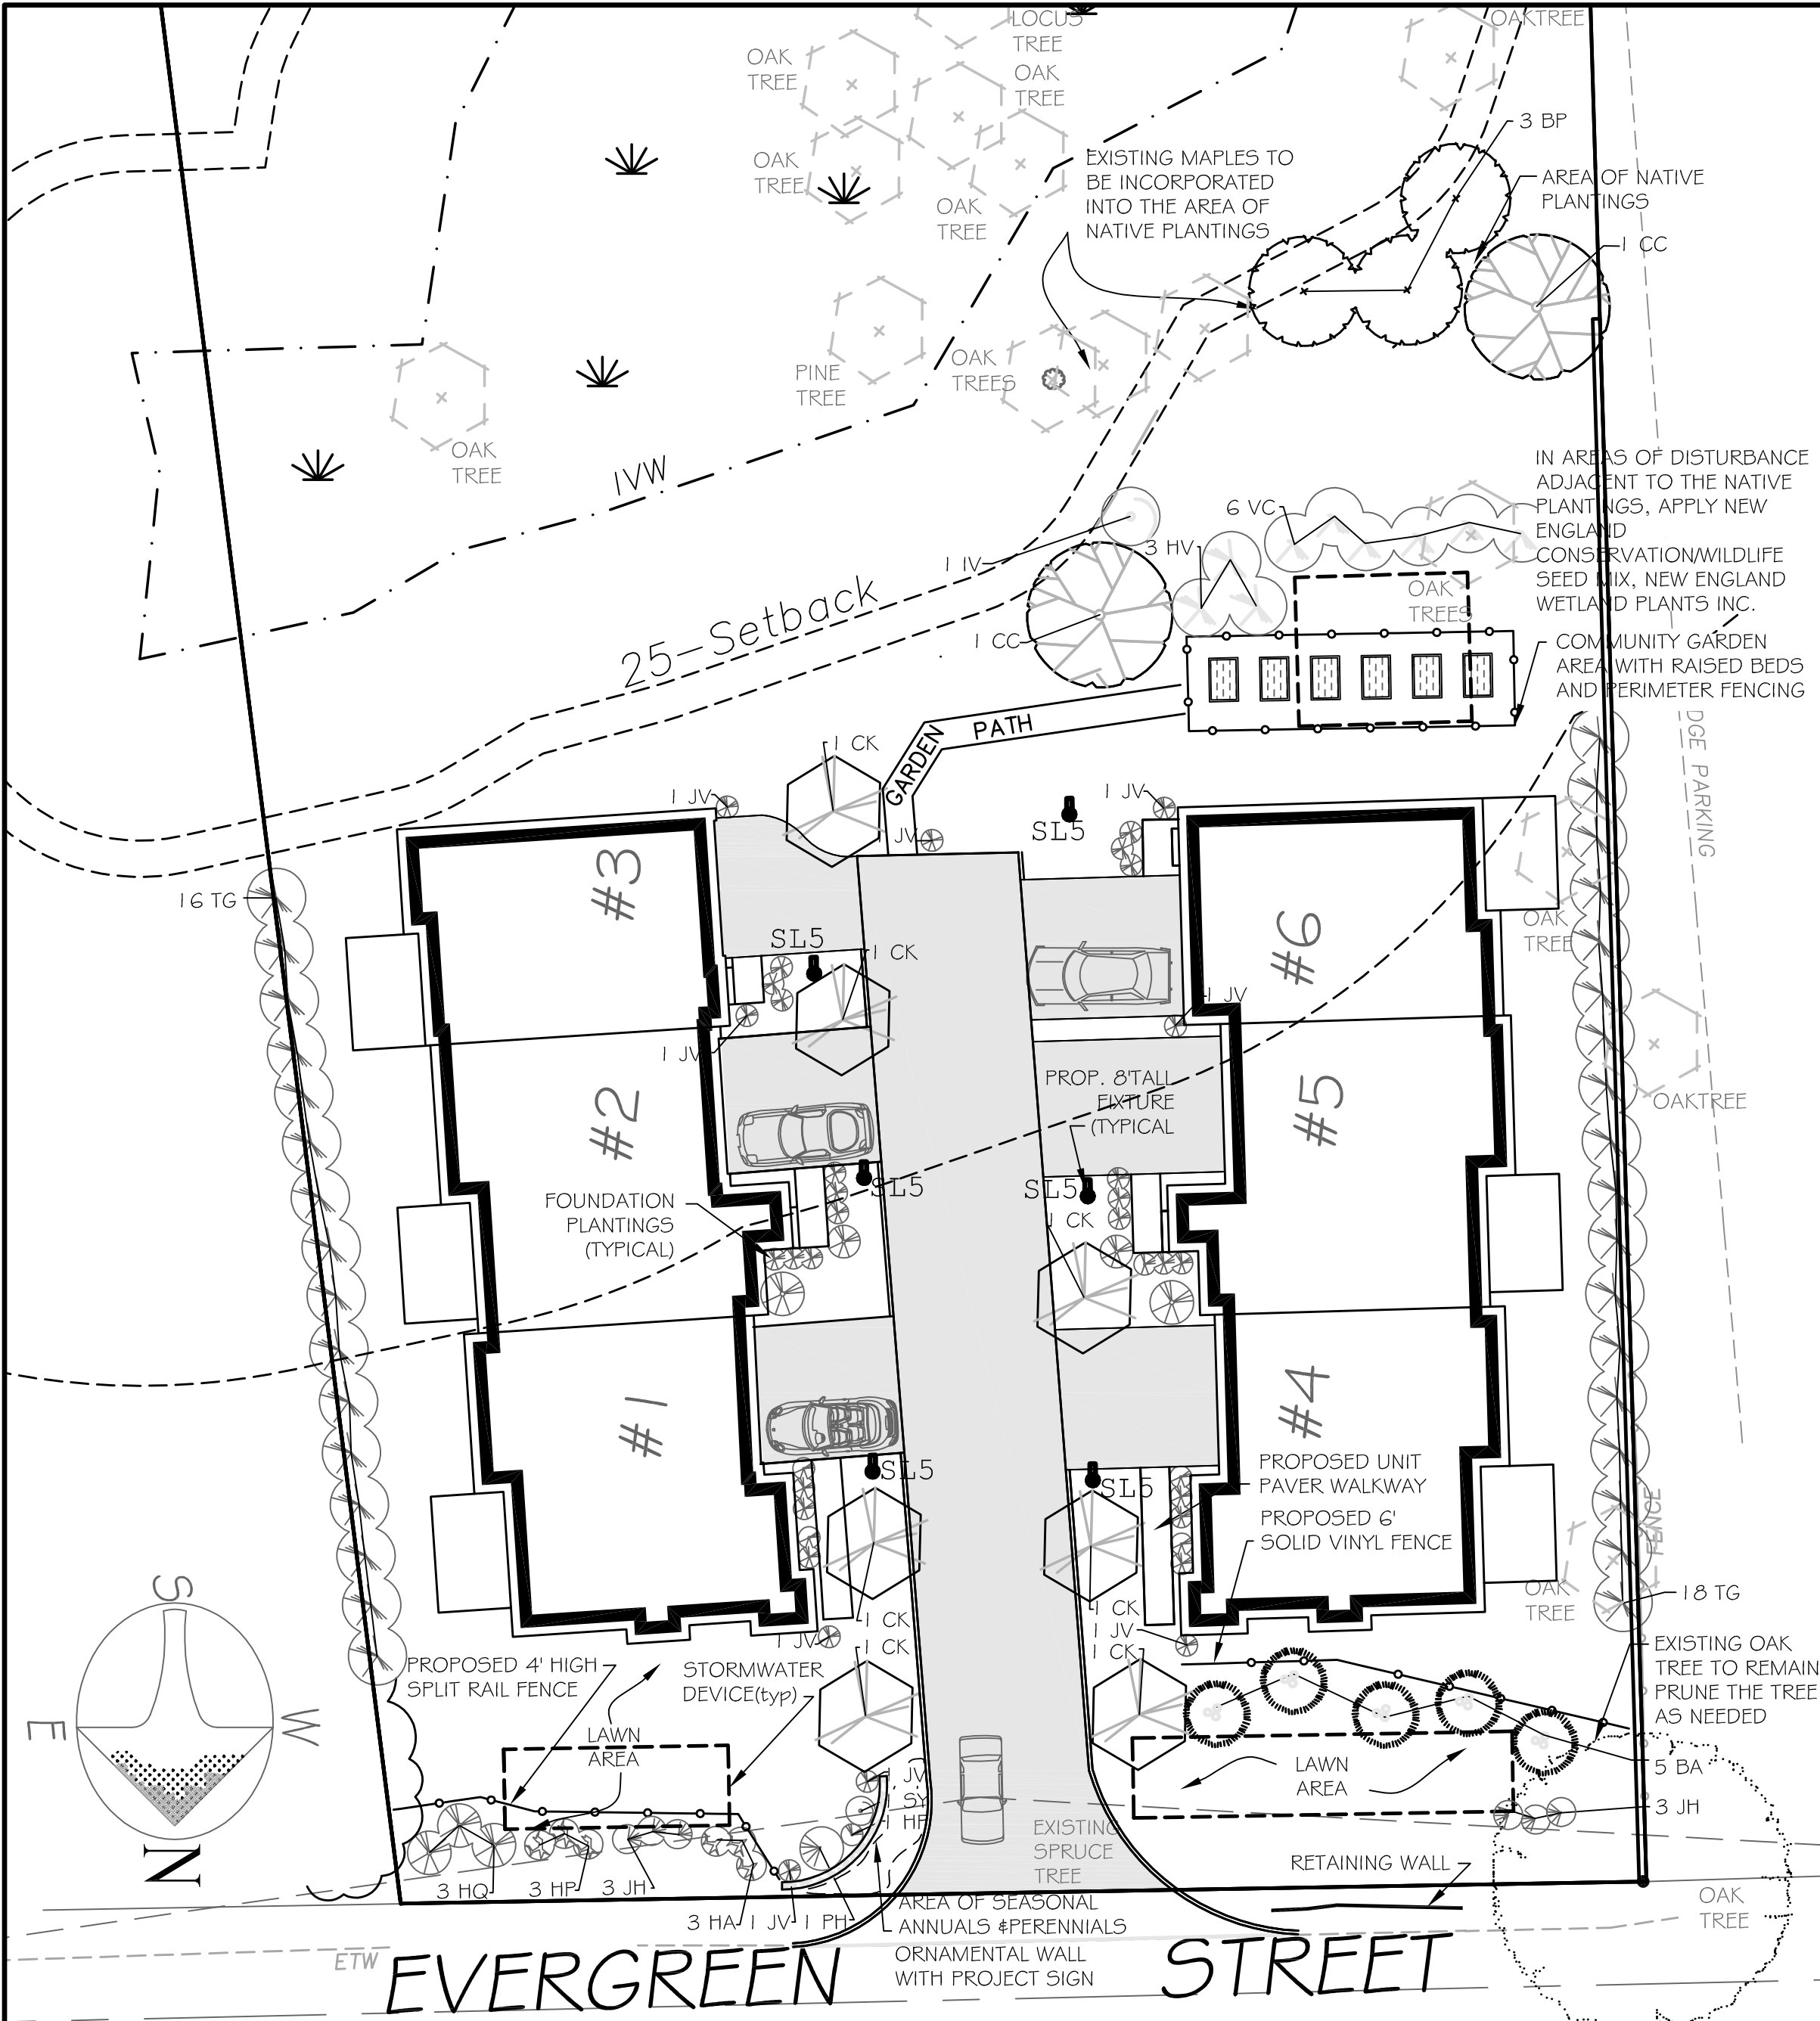 LOCUS
TREE
OAKTREE
OAK
TREE
OAK
TREE
3 BP
EXISTING MAPLES TO
BE INCORPORATED
INTO THE AREA OF
NATIVE PLANTINGS
OAK
TREE
AREA OF NATIVE
PLANTINGS
OAK
TREE
1 CC
PINE
TREE
OAK
TREES
OAK
TREE
1VW
IN AREAS OF DISTURBANCE
ADJACENT TO THE NATIVE
PLANTINGS, APPLY NEW
ENGLAND
CONSERVATION/WILDLIFE
SEED MIX, NEW ENGLAND
WETLAND PLANTS INC.
6 VC
3 HV
1 IV
OAK
TREES
25-Setback
1 CC
COMMUNITY GARDEN
AREA WITH RAISED BEDS
AND PERIMETER FENCING
GARDEN PATH
1 CK
1 JV
1 JV
JV
SL5
DGE PARKING
#3
16 TG
SL5
1 CK
#6
OAK
TREE
1 JV
1 JV
#2
PROP. 8'TALL
FIXTURE
(TYPICAL
#5
OAKTREE
SL5
SL5
FOUNDATION
PLANTINGS
(TYPICAL)
1 CK
#1
#4
SL5
SL5
PROPOSED UNIT
PAVER WALKWAY
PROPOSED 6'
SOLID VINYL FENCE
FENCE
OAK
TREE
18 TG
1 CK
1 CK
1 JV
1 JV
1 CK
1 CK
S
E
W
N
PROPOSED 4' HIGH
SPLIT RAIL FENCE
STORMWATER
DEVICE(typ)
LAWN
AREA
EXISTING OAK
TREE TO REMAIN
PRUNE THE TREE
AS NEEDED
LAWN
AREA
5 BA
1 JV
1 SY
1 HP
3 JH
EXISTING
SPRUCE
TREE
RETAINING WALL
3 HQ
3 HP
3 JH
3 HA
1 JV
1 PH
AREA OF SEASONAL
ANNUALS &PERENNIALS
OAK
TREE
ORNAMENTAL WALL
WITH PROJECT SIGN
ETW
EVERGREEN STREET